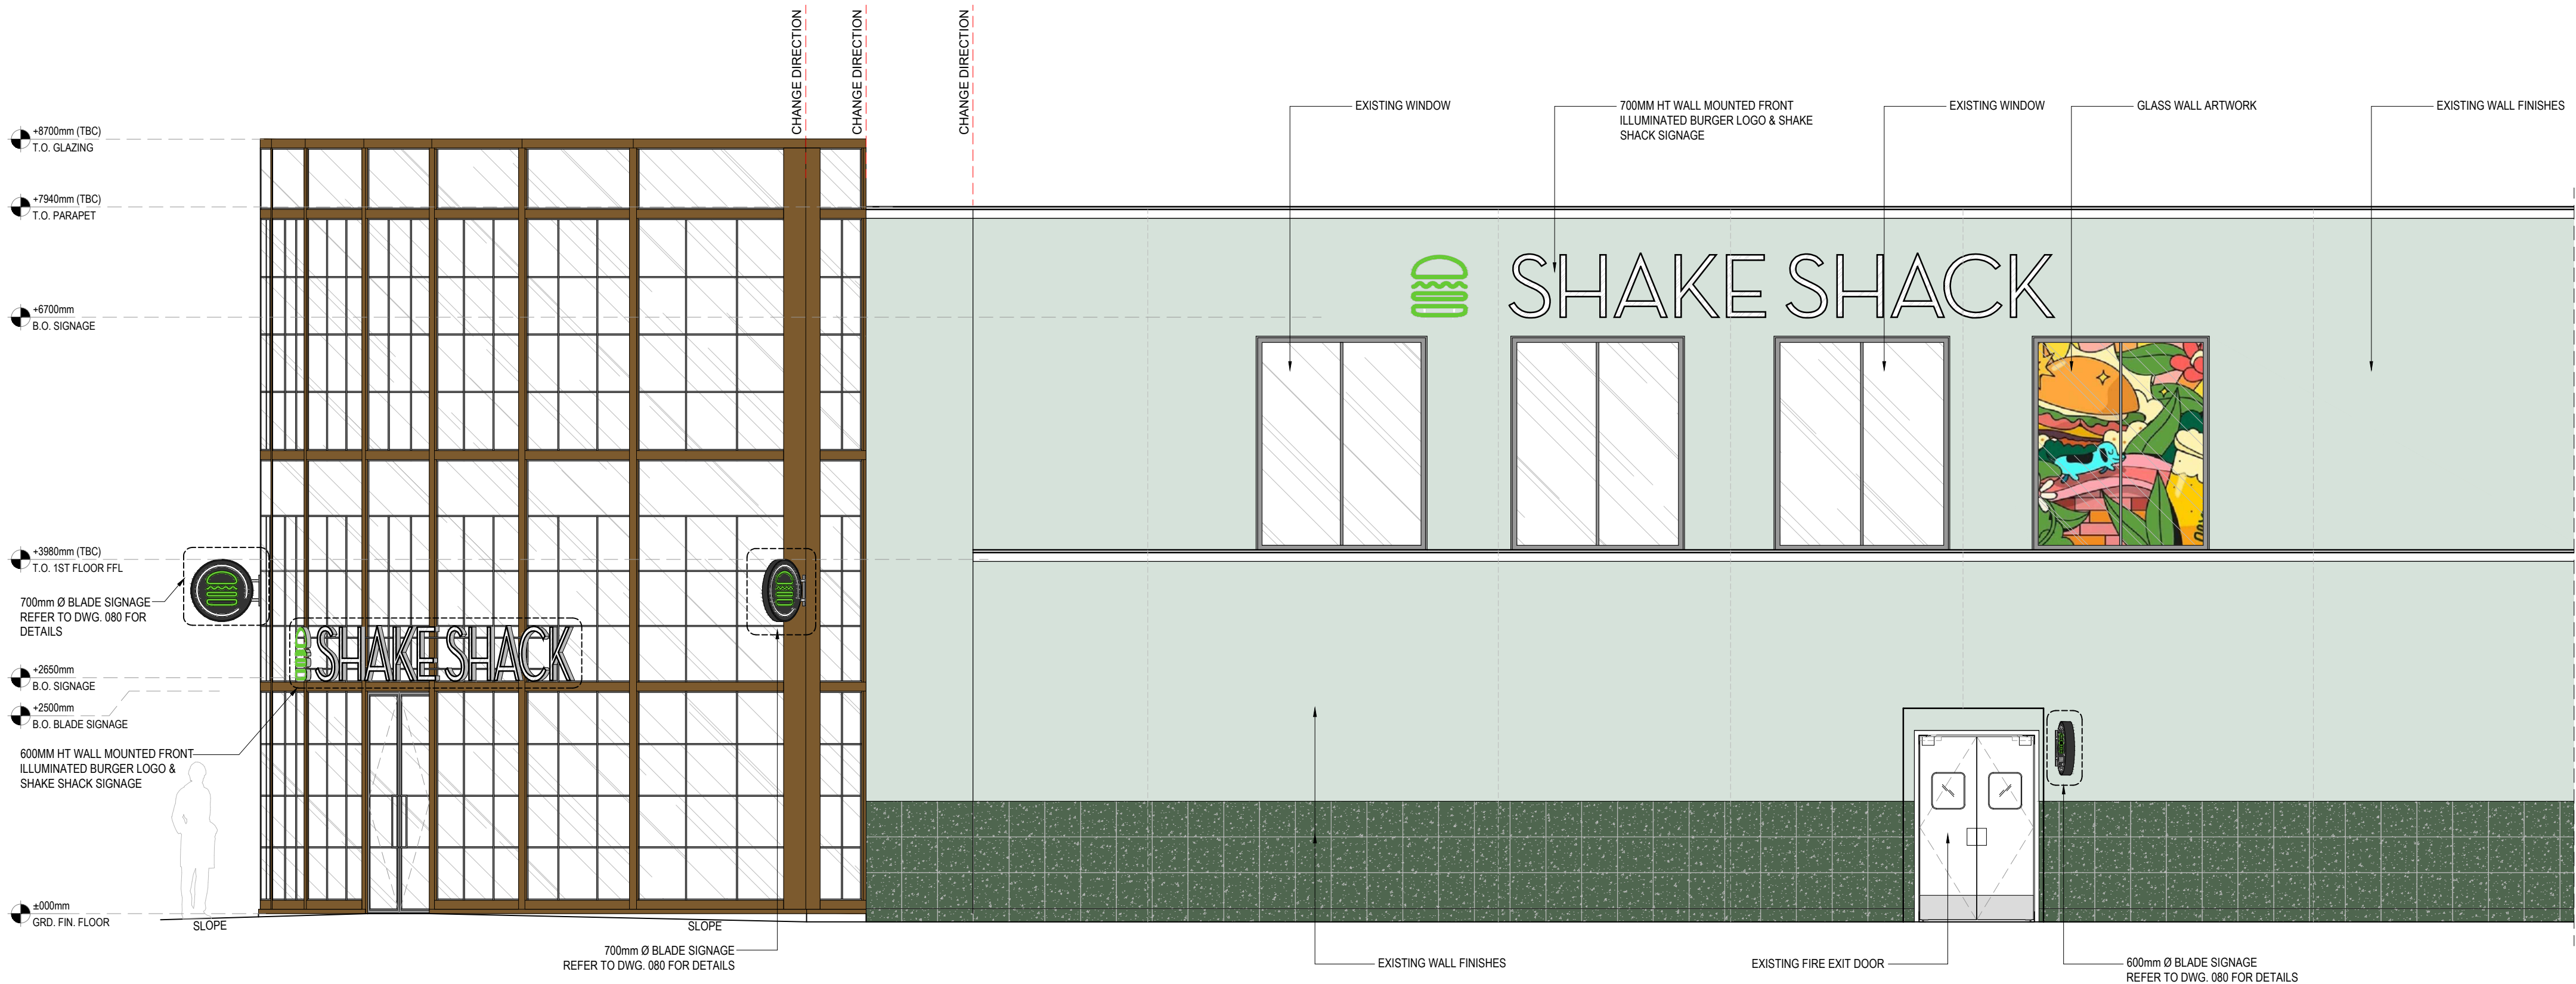 CHANGE DIRECTION
CHANGE DIRECTION
CHANGE DIRECTION
EXISTING WINDOW
700MM HT WALL MOUNTED FRONT
ILLUMINATED BURGER LOGO & SHAKE
SHACK SIGNAGE
EXISTING WINDOW
GLASS WALL ARTWORK
EXISTING WALL FINISHES
+8700mm (TBC)
T.O. GLAZING
+7940mm (TBC)
T.O. PARAPET
SHAKE SHACK
+6700mm
B.O. SIGNAGE
+3980mm (TBC)
T.O. 1ST FLOOR FFL
700mm Ø BLADE SIGNAGE
REFER TO DWG. 080 FOR
DETAILS
SHAKE SHACK
+2650mm
B.O. SIGNAGE
+2500mm
B.O. BLADE SIGNAGE
600MM HT WALL MOUNTED FRONT
ILLUMINATED BURGER LOGO &
SHAKE SHACK SIGNAGE
±000mm
GRD. FIN. FLOOR
SLOPE
SLOPE
700mm Ø BLADE SIGNAGE
REFER TO DWG. 080 FOR DETAILS
EXISTING WALL FINISHES
EXISTING FIRE EXIT DOOR
600mm Ø BLADE SIGNAGE
REFER TO DWG. 080 FOR DETAILS